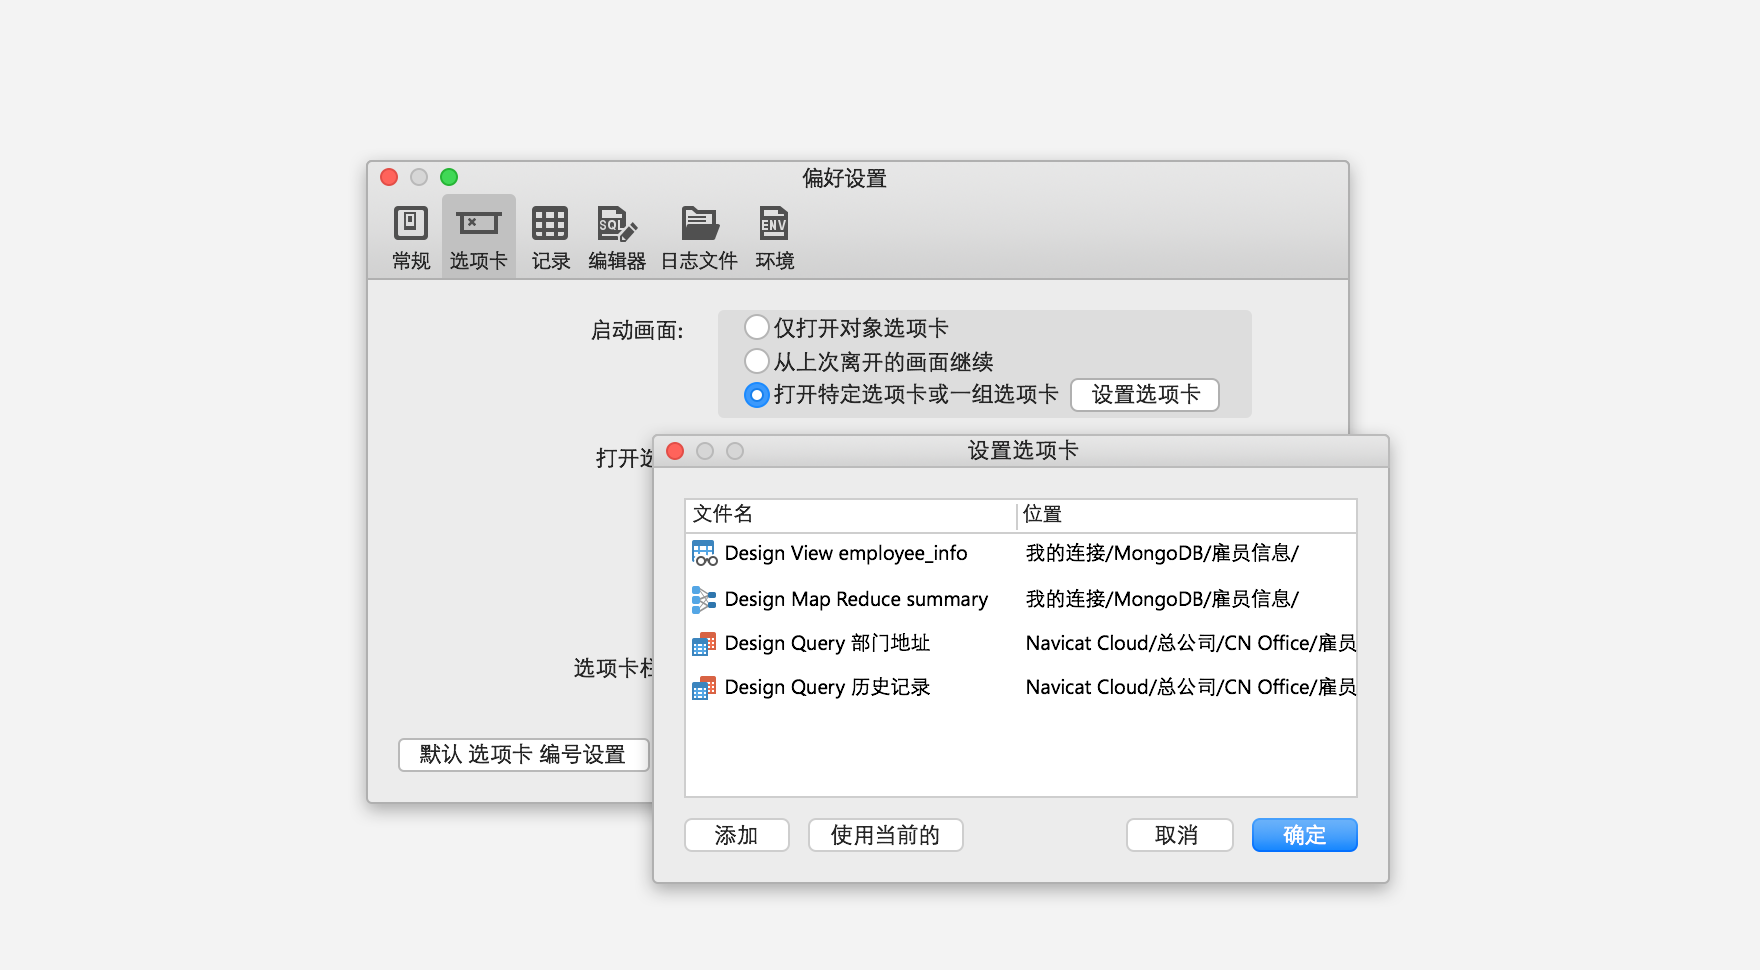 偏好设置
常规 选项卡 记录 编辑器 日志文件 环境
SQL
ENV
启动画面:
仅打开对象选项卡
从上次离开的画面继续
打开特定选项卡或一组选项卡 设置选项卡
打开
选项卡
默认 选项卡 编号设置
设置选项卡
文件名 位置
Design View employee_info 我的连接/MongoDB/雇员信息/
Design Map Reduce summary 我的连接/MongoDB/雇员信息/
Design Query 部门地址 Navicat Cloud/总公司/CN Office/雇员
Design Query 历史记录 Navicat Cloud/总公司/CN Office/雇员
添加 使用当前的 取消 确定